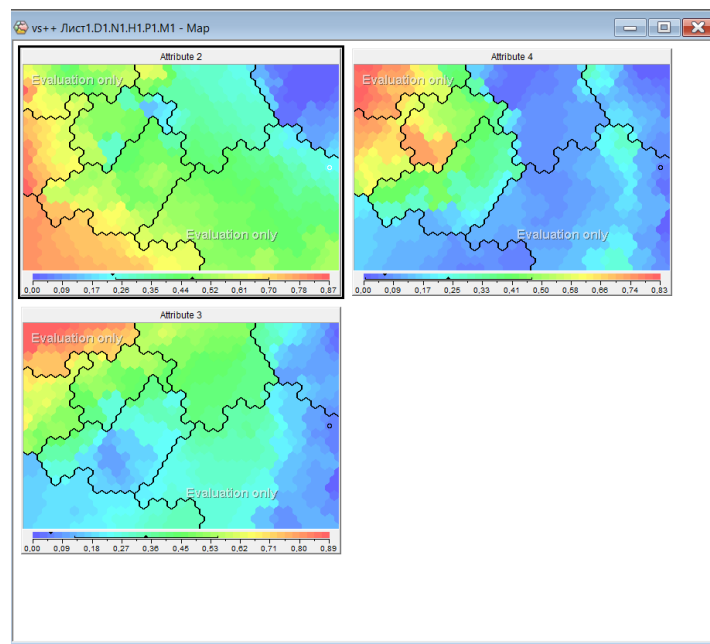 vs++ Лист1.D1.N1.H1.P1.M1 - Map
Attribute 2
Evaluation only
Evaluation only
0,00 0,09 0,17 0,26 0,35 0,44 0,52 0,61 0,70 0,78 0,87
Attribute 4
Evaluation only
Evaluation only
0,00 0,09 0,17 0,25 0,33 0,41 0,50 0,58 0,66 0,74 0,83
Attribute 3
Evaluation only
Evaluation only
0,00 0,09 0,18 0,27 0,36 0,45 0,53 0,62 0,71 0,80 0,89